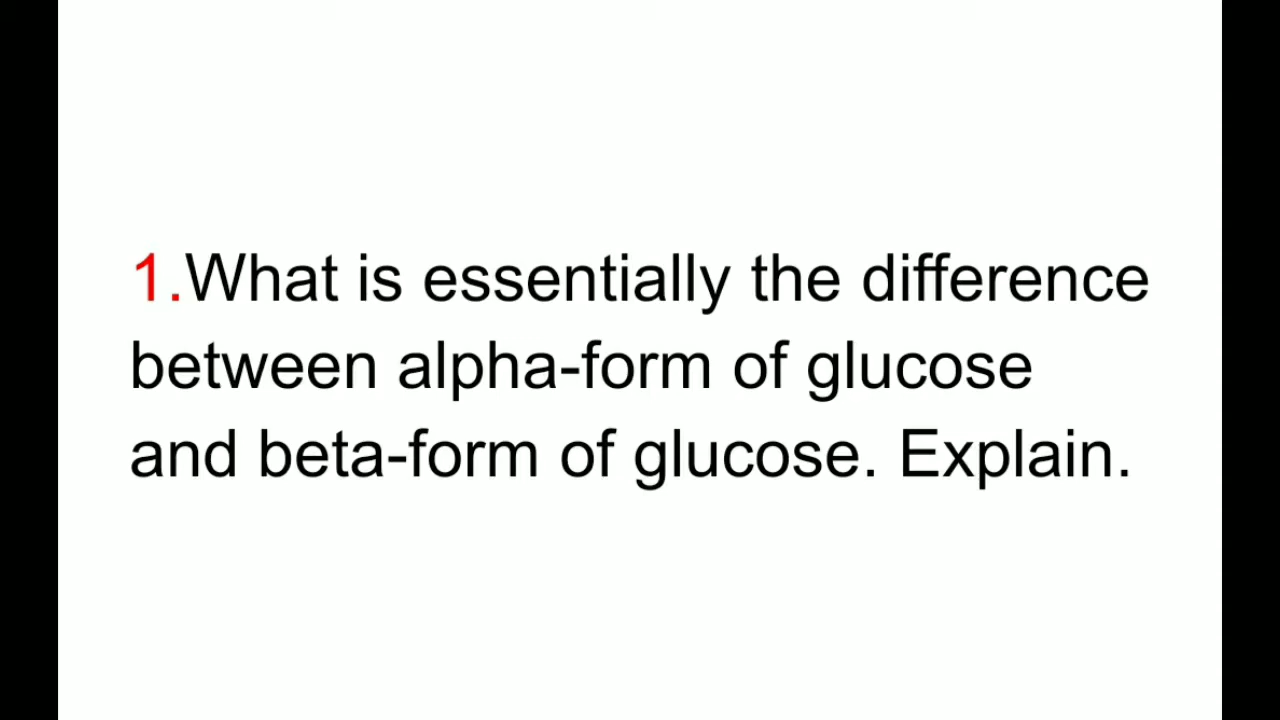 1.What is essentially the difference
between alpha-form of glucose
and beta-form of glucose. Explain.